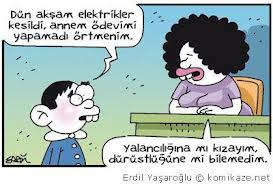 Dün akşam elektrikler
kesildi, annem ödevimi
yapamadı örtmenim.
Yalancılığına mı kızayım,
dürüstlüğüne mi bilemedim.
Erdil Yaşaroğlu © komikaze.net